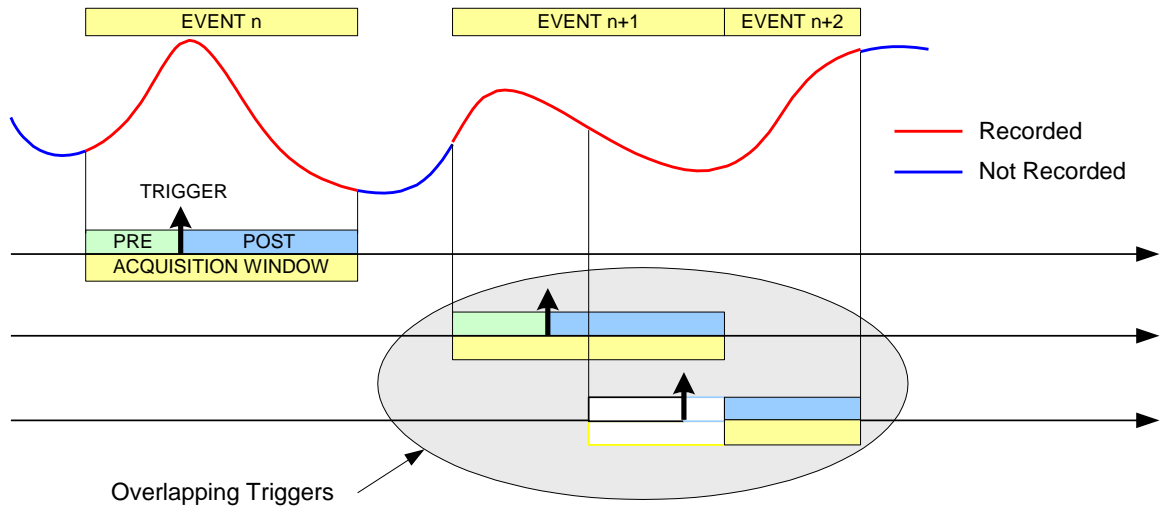 EVENT n
EVENT n+1
EVENT n+2
Recorded
Not Recorded
TRIGGER
PRE
POST
ACQUISITION WINDOW
Overlapping Triggers